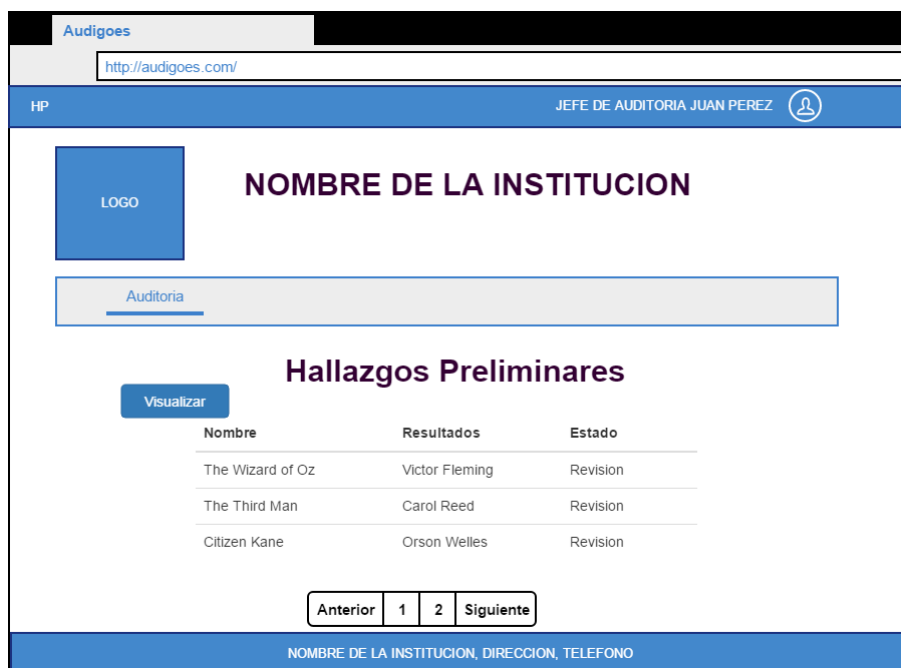 Audigoes
http://audigoes.com/
HP
JEFE DE AUDITORIA JUAN PEREZ
LOGO
NOMBRE DE LA INSTITUCION
Auditoria
Hallazgos Preliminares
Visualizar
Nombre Resultados Estado
The Wizard of Oz Victor Fleming Revision
The Third Man Carol Reed Revision
Citizen Kane Orson Welles Revision
Anterior 1 2 Siguiente
NOMBRE DE LA INSTITUCION, DIRECCION, TELEFONO